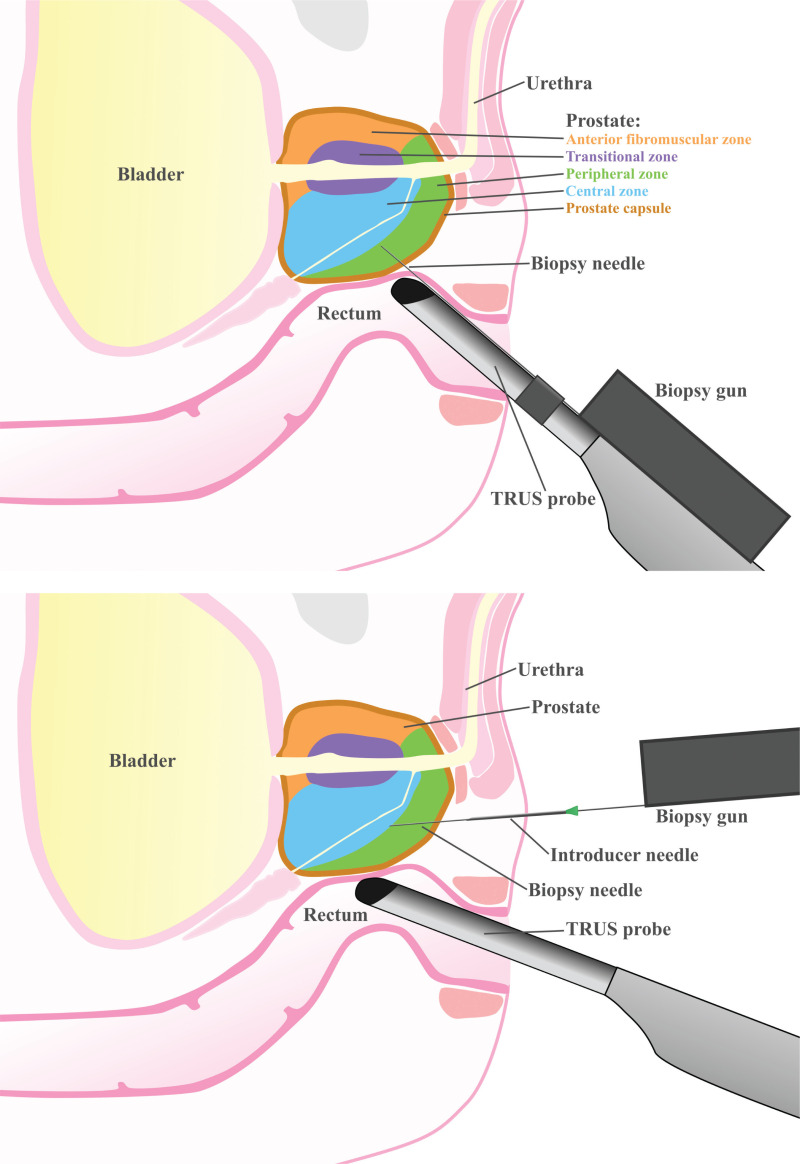 Urethra
Prostate:
Anterior fibromuscular zone
Transitional zone
Peripheral zone
Central zone
Prostate capsule
Bladder
Biopsy needle
Rectum
Biopsy gun
TRUS probe
Urethra
Prostate
Bladder
Biopsy gun
Introducer needle
Biopsy needle
Rectum
TRUS probe